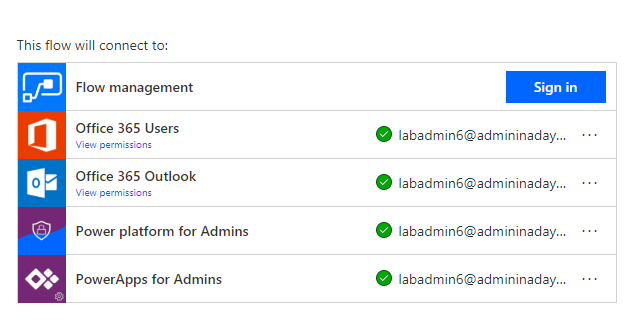 This flow will connect to:
Flow management
Sign in
Office 365 Users
View permissions
labadmin6@admininaday...
Office 365 Outlook
View permissions
labadmin6@admininaday...
Power platform for Admins
labadmin6@admininaday...
PowerApps for Admins
labadmin6@admininaday...